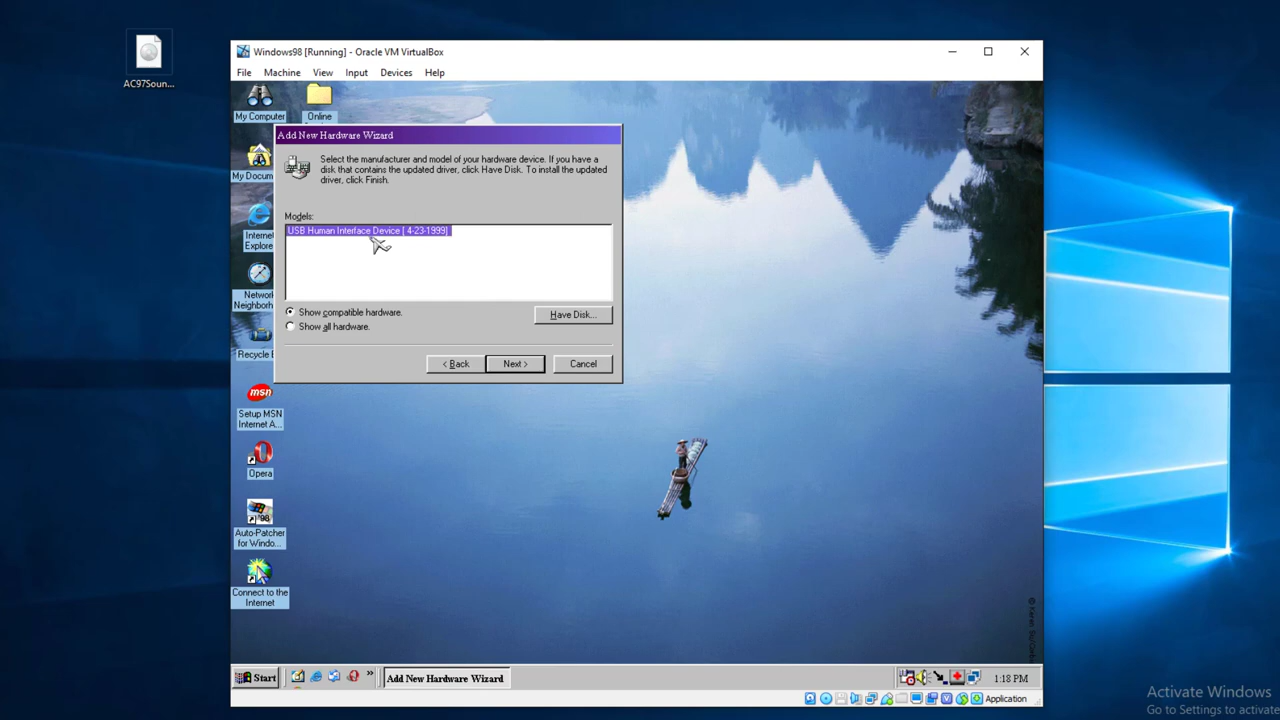 AC97Soun...
Windows98 [Running] - Oracle VM VirtualBox
File Machine View Input Devices Help
My Computer
Online
Add New Hardware Wizard
Select the manufacturer and model of your hardware device. If you have a
disk that contains the updated driver, click Have Disk. To install the updated
driver, click Finish.
My Docum
Models:
USB Human Interface Device [ 4-23-1999]
Internet
Explore
Network
Neighborh
Show compatible hardware.
Have Disk...
Show all hardware.
Recycle B
< Back Next > Cancel
msn
Setup MSN
Internet A...
Opera
'98
Auto-Patcher
for Windo...
Connect to the
Internet
Start
Add New Hardware Wizard
1:18 PM
Application
Activate Windows
Go to Settings to activate